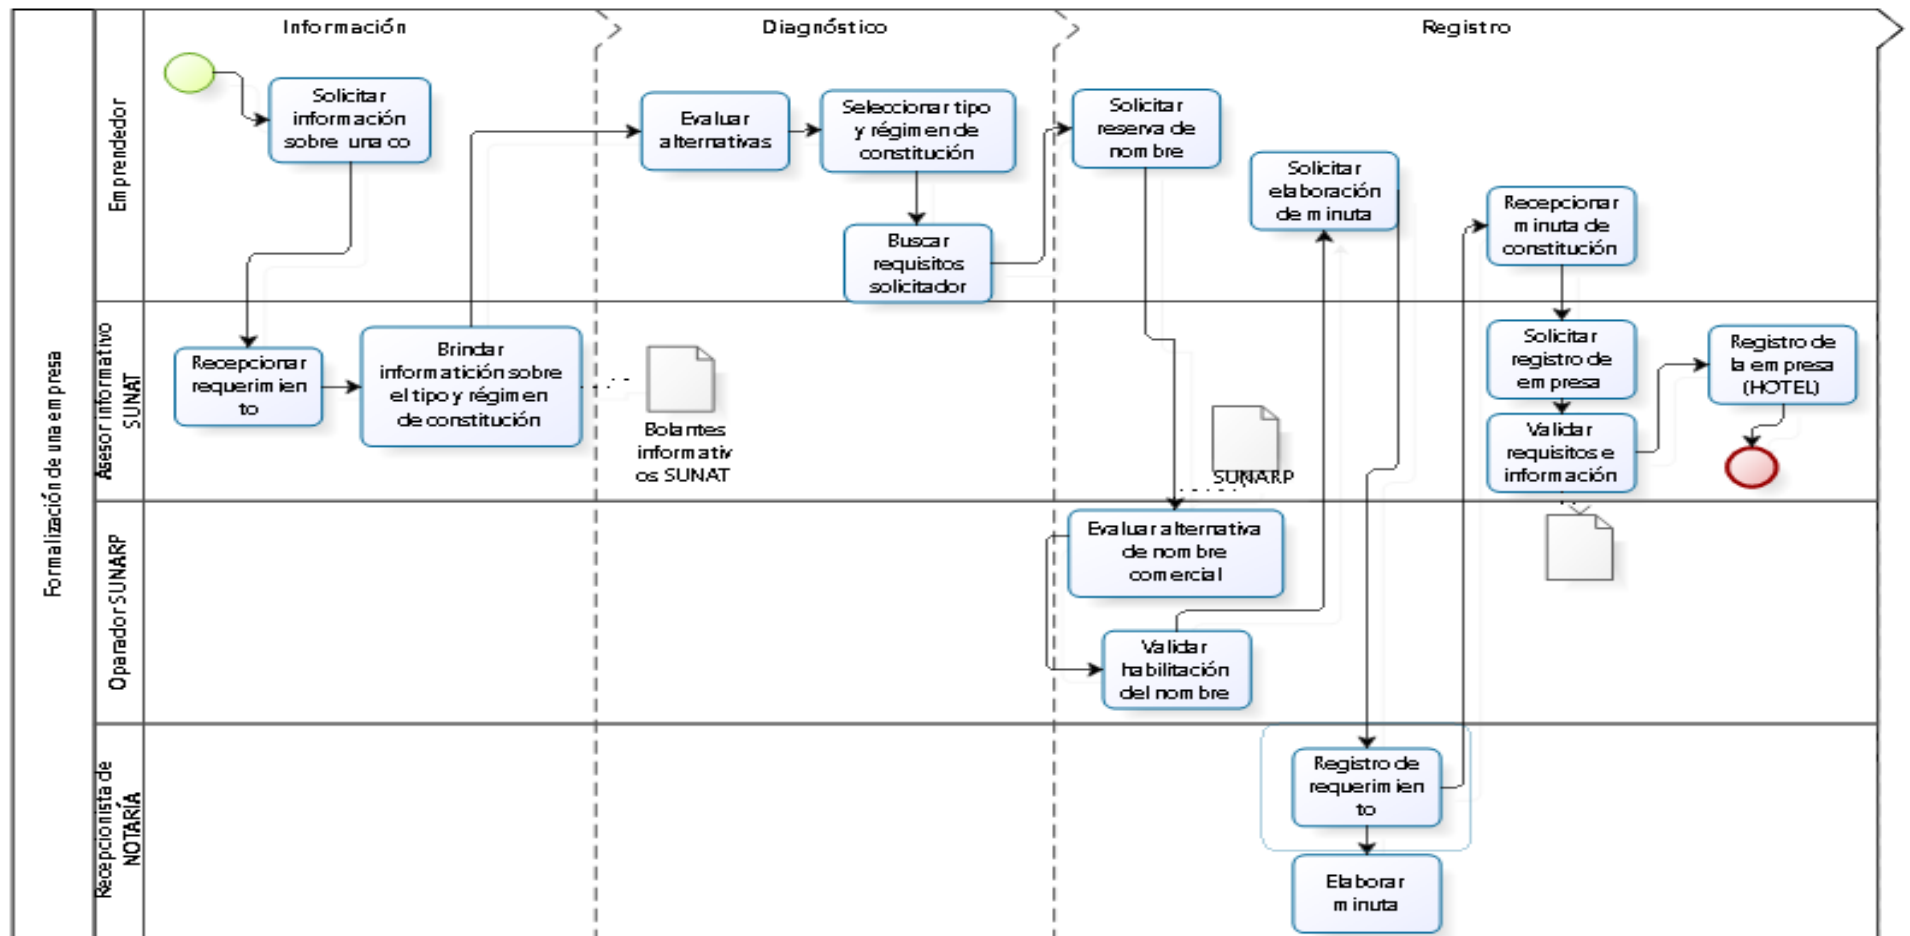 Información
Diagnóstico
Registro
Formalización de una empresa
Emprendedor
Solicitar
información
sobre una co
Evaluar
alternativas
Seleccionar tipo
y régimen de
constitución
Buscar
requisitos
solicitador
Solicitar
reserva de
nombre
Solicitar
elaboración
de minuta
Recepcionar
minuta de
constitución
Asesor informativo
SUNAT
Recepcionar
requerimien
to
Brindar
informatición sobre
el tipo y régimen
de constitución
Bolantes
informativ
os SUNAT
SUNARP
Solicitar
registro de
empresa
Validar
requisitos e
información
Registro de
la empresa
(HOTEL)
Oparador SUNARP
Evaluar alternativa
de nombre
comercial
Validar
habilitación
del nombre
Recepcionista de
NOTARÍA
Registro de
requerimien
to
Elaborar
minuta